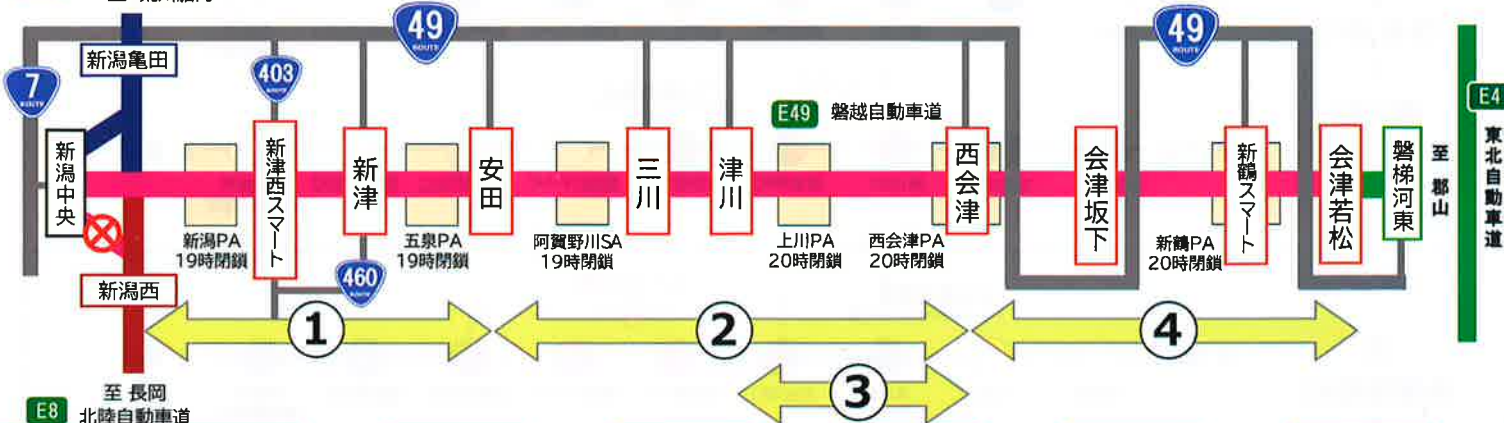 49
ROUTE
49
ROUTE
新潟亀田
7
ROUTE
403
ROUTE
E4
東北自動車道
E49 磐越自動車道
新潟中央
新津西スマート
新津
安田
三川
津川
西会津
会津坂下
新鶴スマート
会津若松
磐梯河東
至 郡山
新潟PA
19時閉鎖
五泉PA
19時閉鎖
阿賀野川SA
19時閉鎖
上川PA
20時閉鎖
西会津PA
20時閉鎖
新鶴PA
20時閉鎖
新潟西
460
ROUTE
①
②
④
③
至 長岡
E8 北陸自動車道